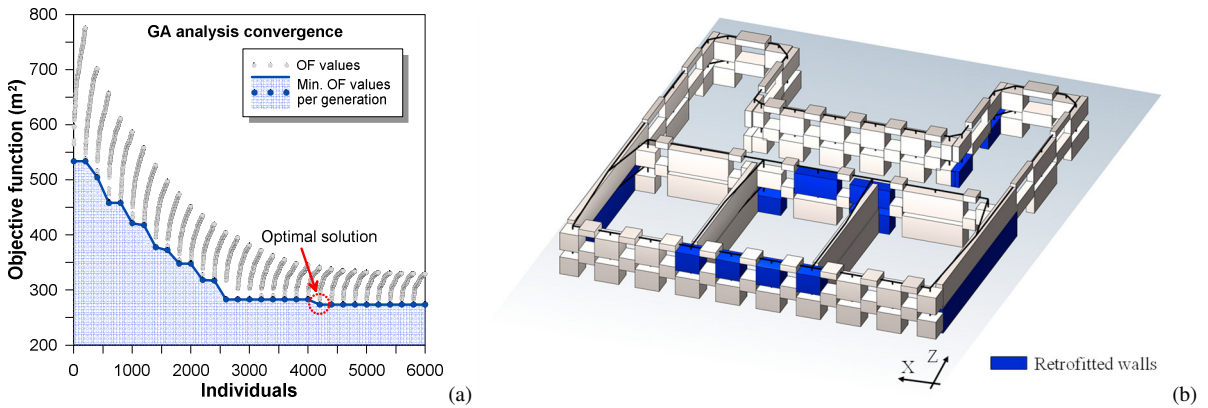 GA analysis convergence
OF values
Min. OF values
per generation
Optimal solution
Objective function (m²)
800
700
600
500
400
300
200
0
1000
2000
3000
4000
5000
6000
Individuals
(a)
X
Z
Retrofitted walls
(b)